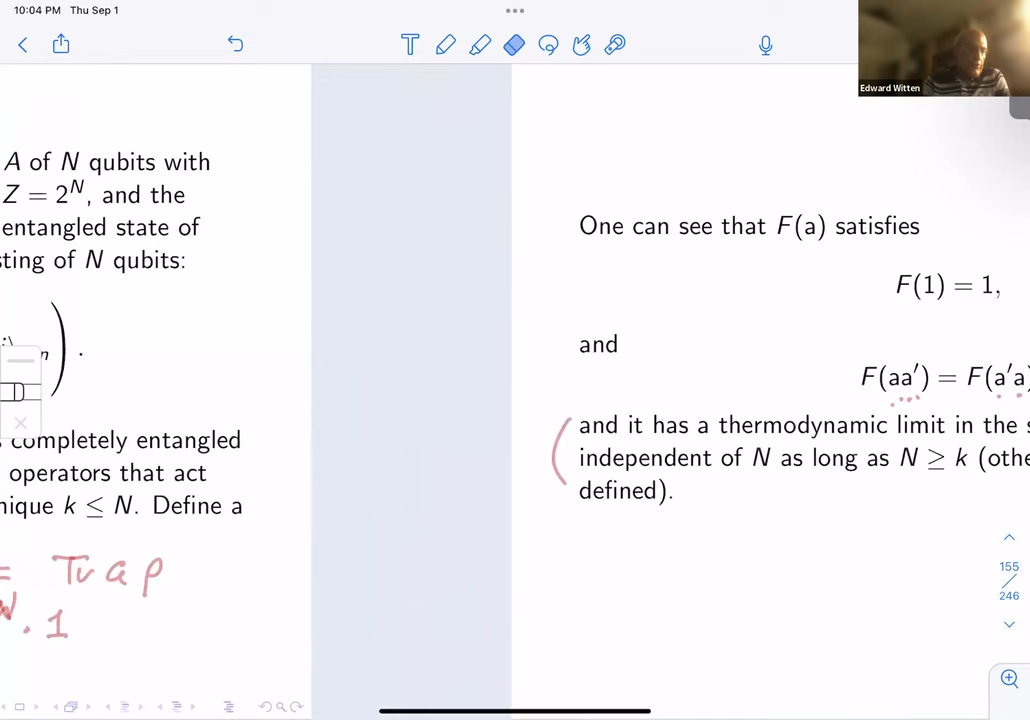 10:04 PM Thu Sep 1
Edward Witten
A of N qubits with
Z = 2^N, and the
entangled state of
sting of N qubits:
n ) .
completely entangled
operators that act
nique k ≤ N. Define a
= Tr a ρ
N . 1
One can see that F(a) satisfies
F(1) = 1,
and
F(aa′) = F(a′a)
and it has a thermodynamic limit in the s
independent of N as long as N ≥ k (othe
defined).
155
/
246